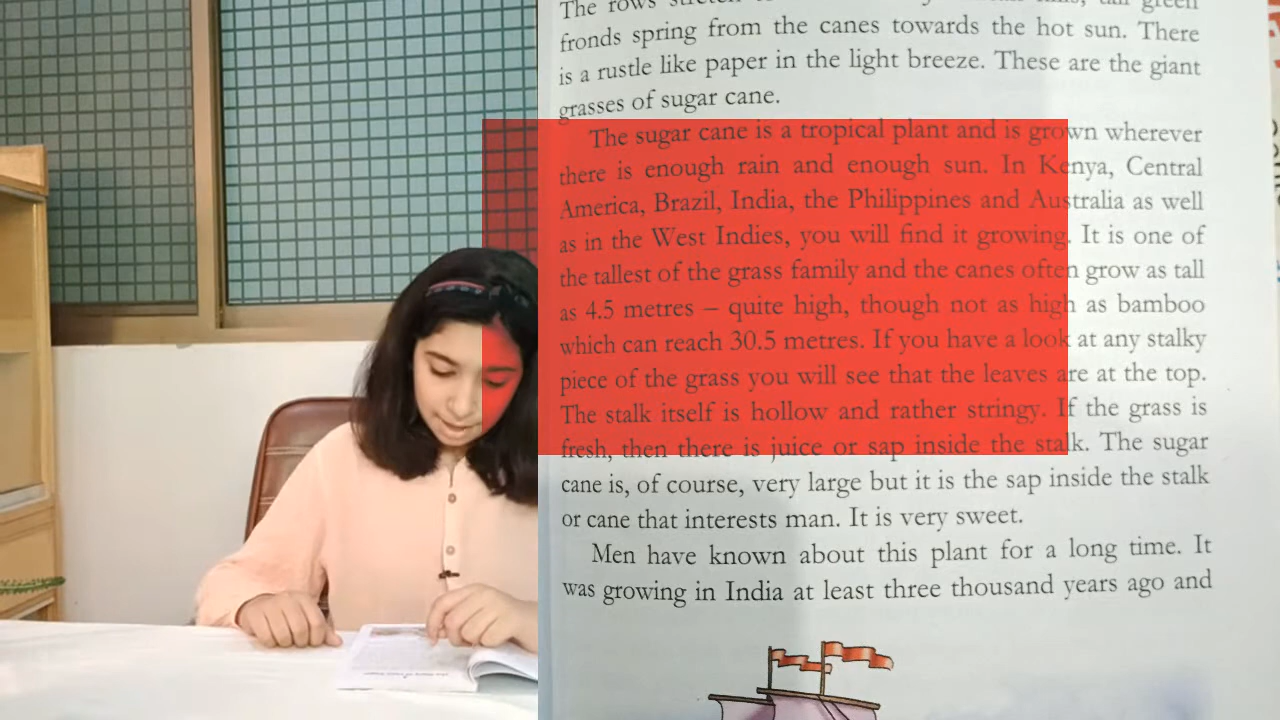 The rows
fronds spring from the canes towards the hot sun. There
is a rustle like paper in the light breeze. These are the giant
grasses of sugar cane.
The sugar cane is a tropical plant and is grown wherever
there is enough rain and enough sun. In Kenya, Central
America, Brazil, India, the Philippines and Australia as well
as in the West Indies, you will find it growing. It is one of
the tallest of the grass family and the canes often grow as tall
as 4.5 metres – quite high, though not as high as bamboo
which can reach 30.5 metres. If you have a look at any stalky
piece of the grass you will see that the leaves are at the top.
The stalk itself is hollow and rather stringy. If the grass is
fresh, then there is juice or sap inside the stalk. The sugar
cane is, of course, very large but it is the sap inside the stalk
or cane that interests man. It is very sweet.
Men have known about this plant for a long time. It
was growing in India at least three thousand years ago and